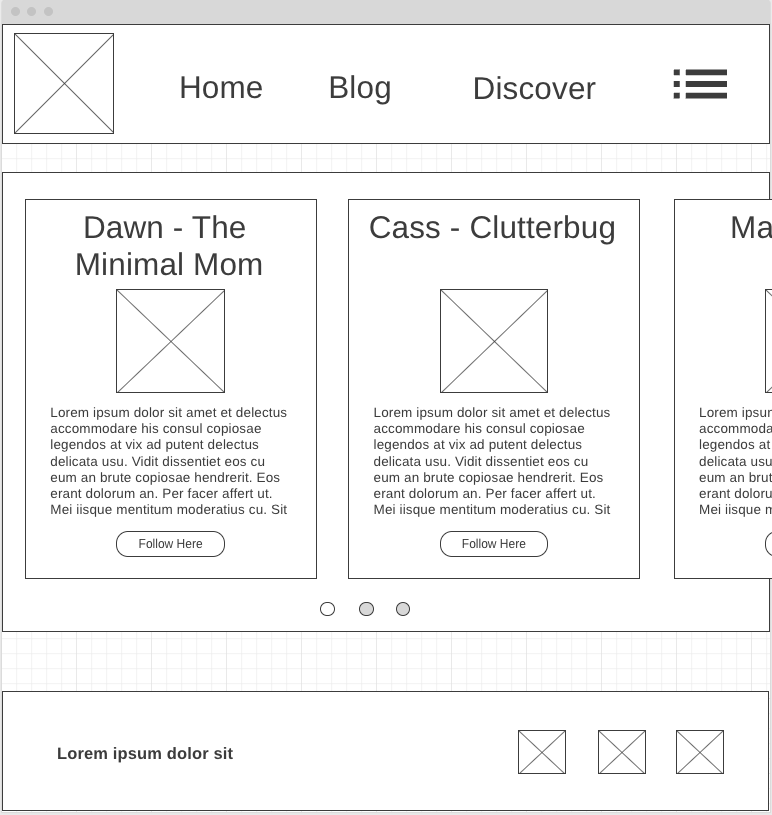 Home Blog Discover
Dawn - The
Minimal Mom
Lorem ipsum dolor sit amet et delectus
accommodare his consul copiosae
legendos at vix ad putent delectus
delicata usu. Vidit dissentiet eos cu
eum an brute copiosae hendrerit. Eos
erant dolorum an. Per facer affert ut.
Mei iisque mentitum moderatius cu. Sit
Follow Here
Cass - Clutterbug
Lorem ipsum dolor sit amet et delectus
accommodare his consul copiosae
legendos at vix ad putent delectus
delicata usu. Vidit dissentiet eos cu
eum an brute copiosae hendrerit. Eos
erant dolorum an. Per facer affert ut.
Mei iisque mentitum moderatius cu. Sit
Follow Here
Ma
Lorem ipsum
accommoda
legendos at
delicata usu
eum an brut
erant doloru
Mei iisque m
Lorem ipsum dolor sit